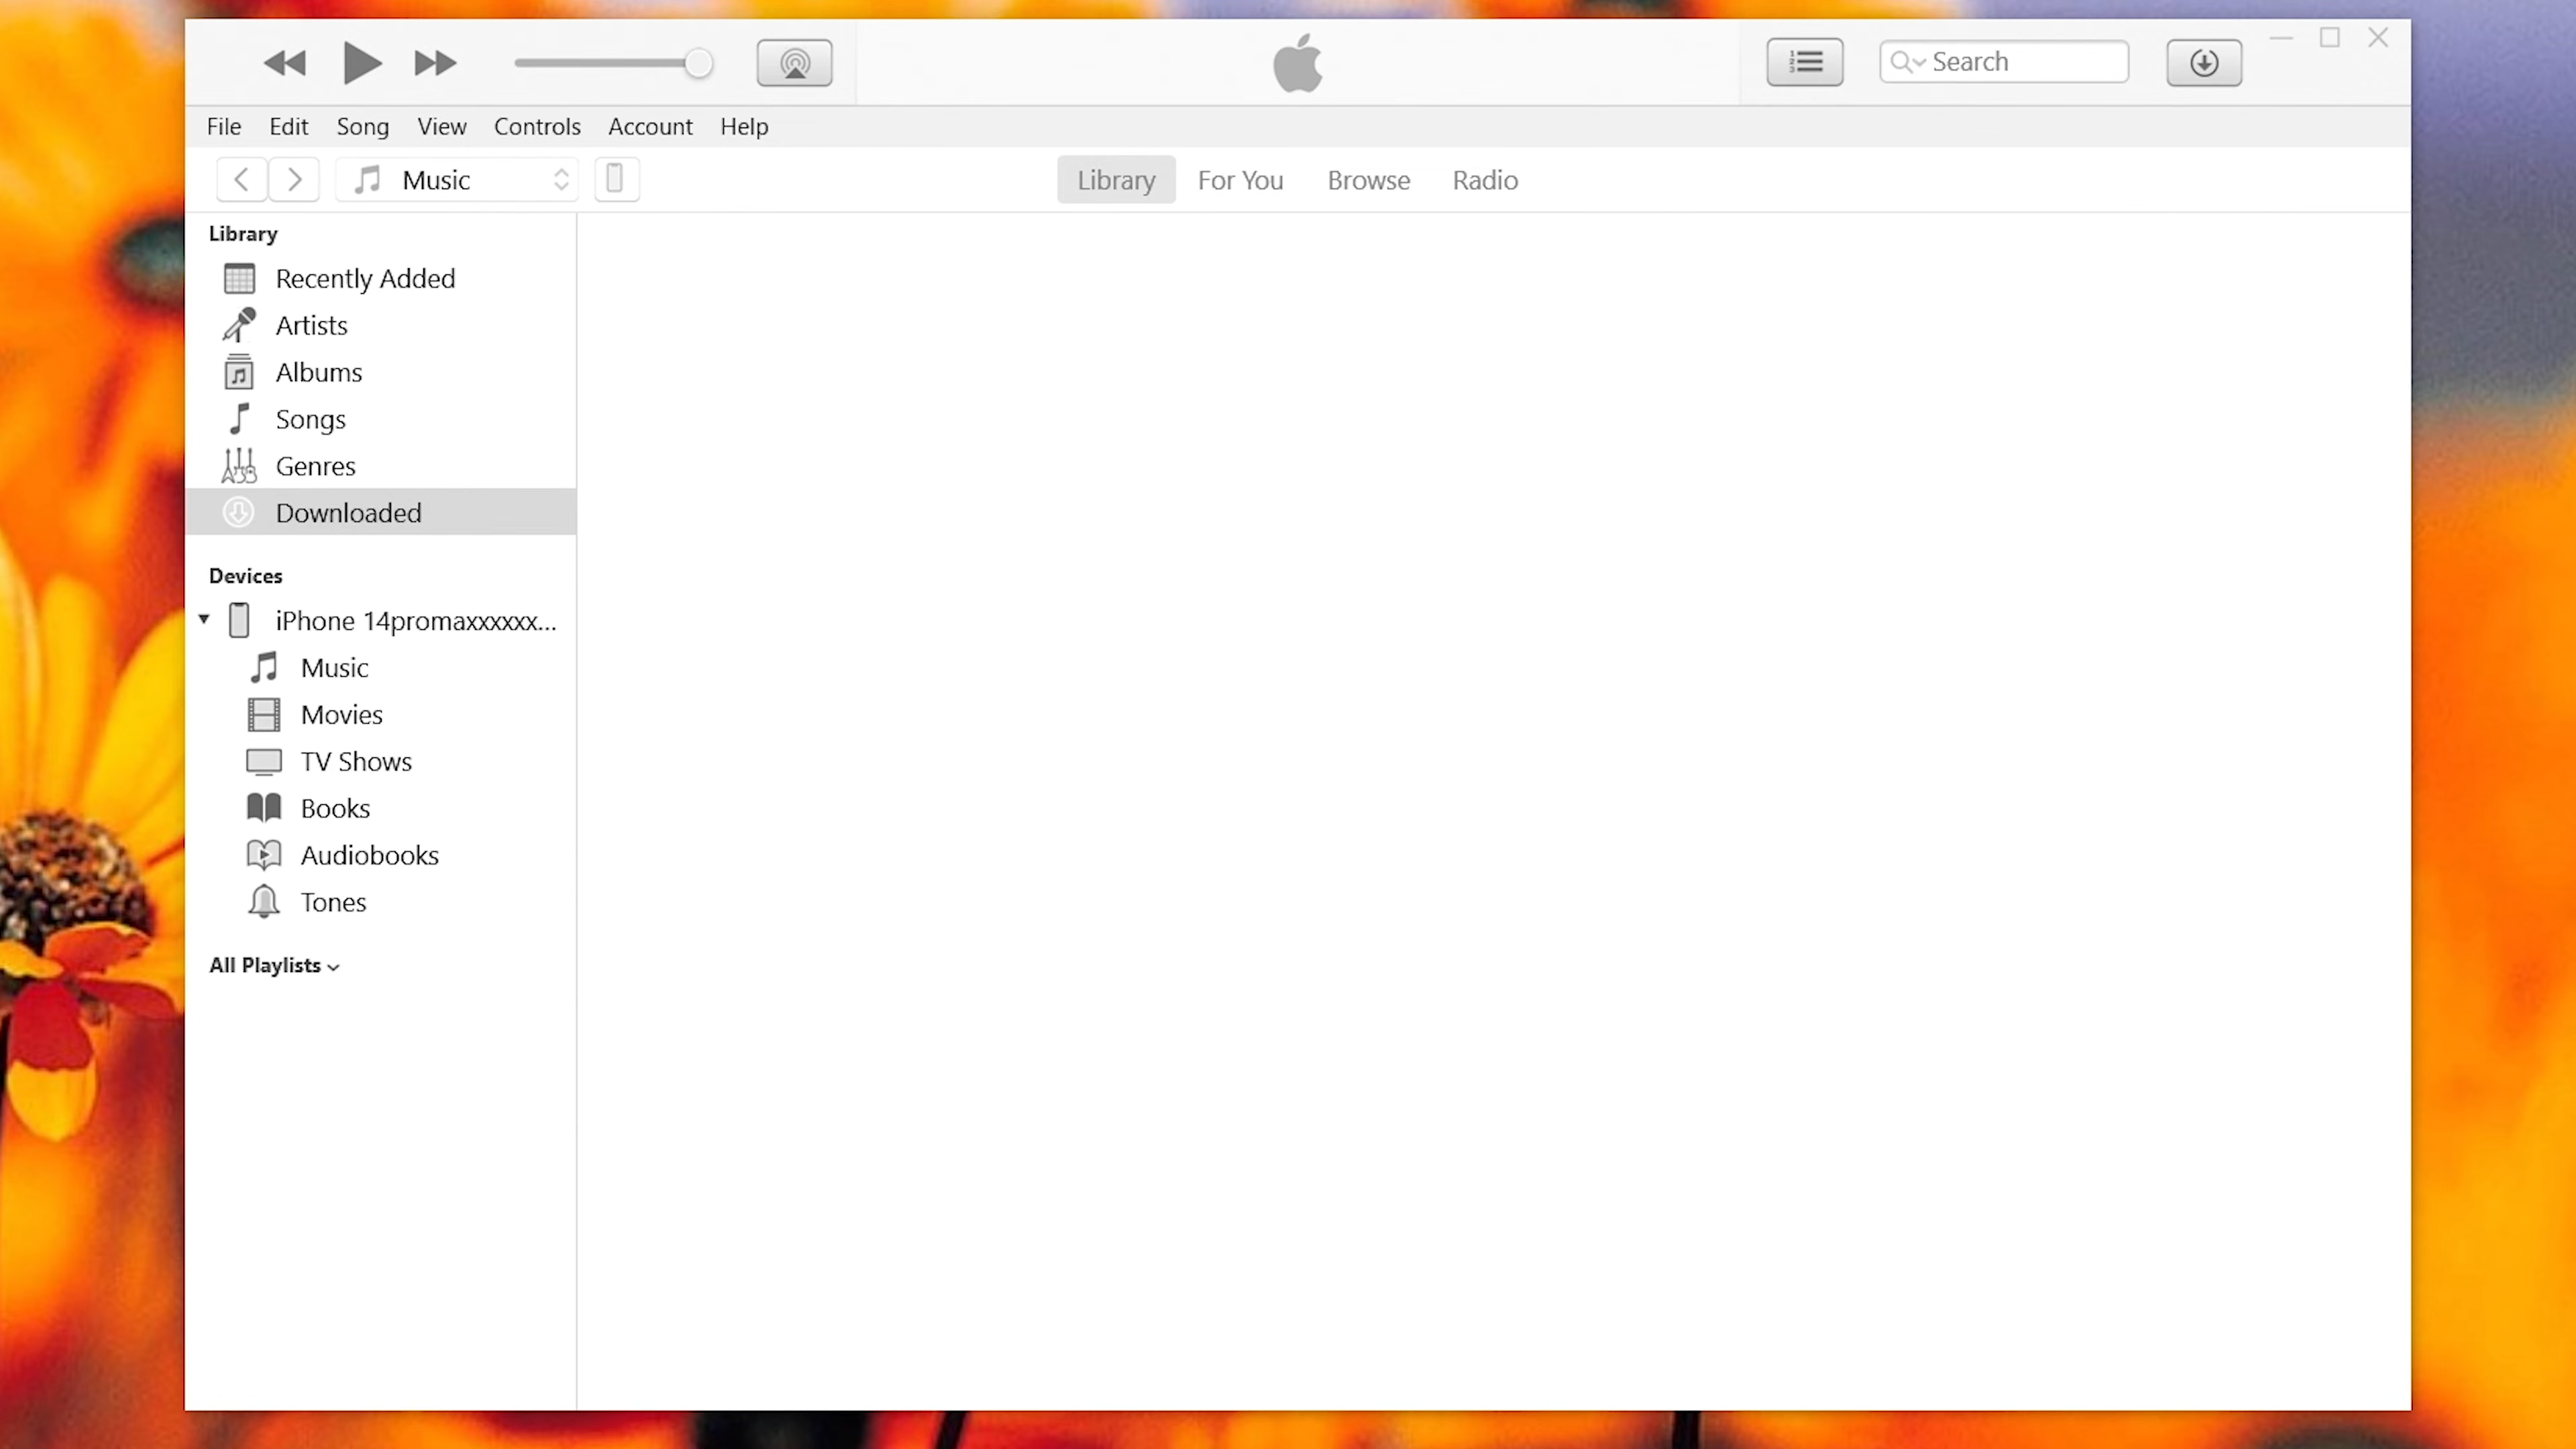 Search
File Edit Song View Controls Account Help
Music Library For You Browse Radio
Library
Recently Added
Artists
Albums
Songs
Genres
Downloaded
Devices
iPhone 14promaxxxxxx...
Music
Movies
TV Shows
Books
Audiobooks
Tones
All Playlists